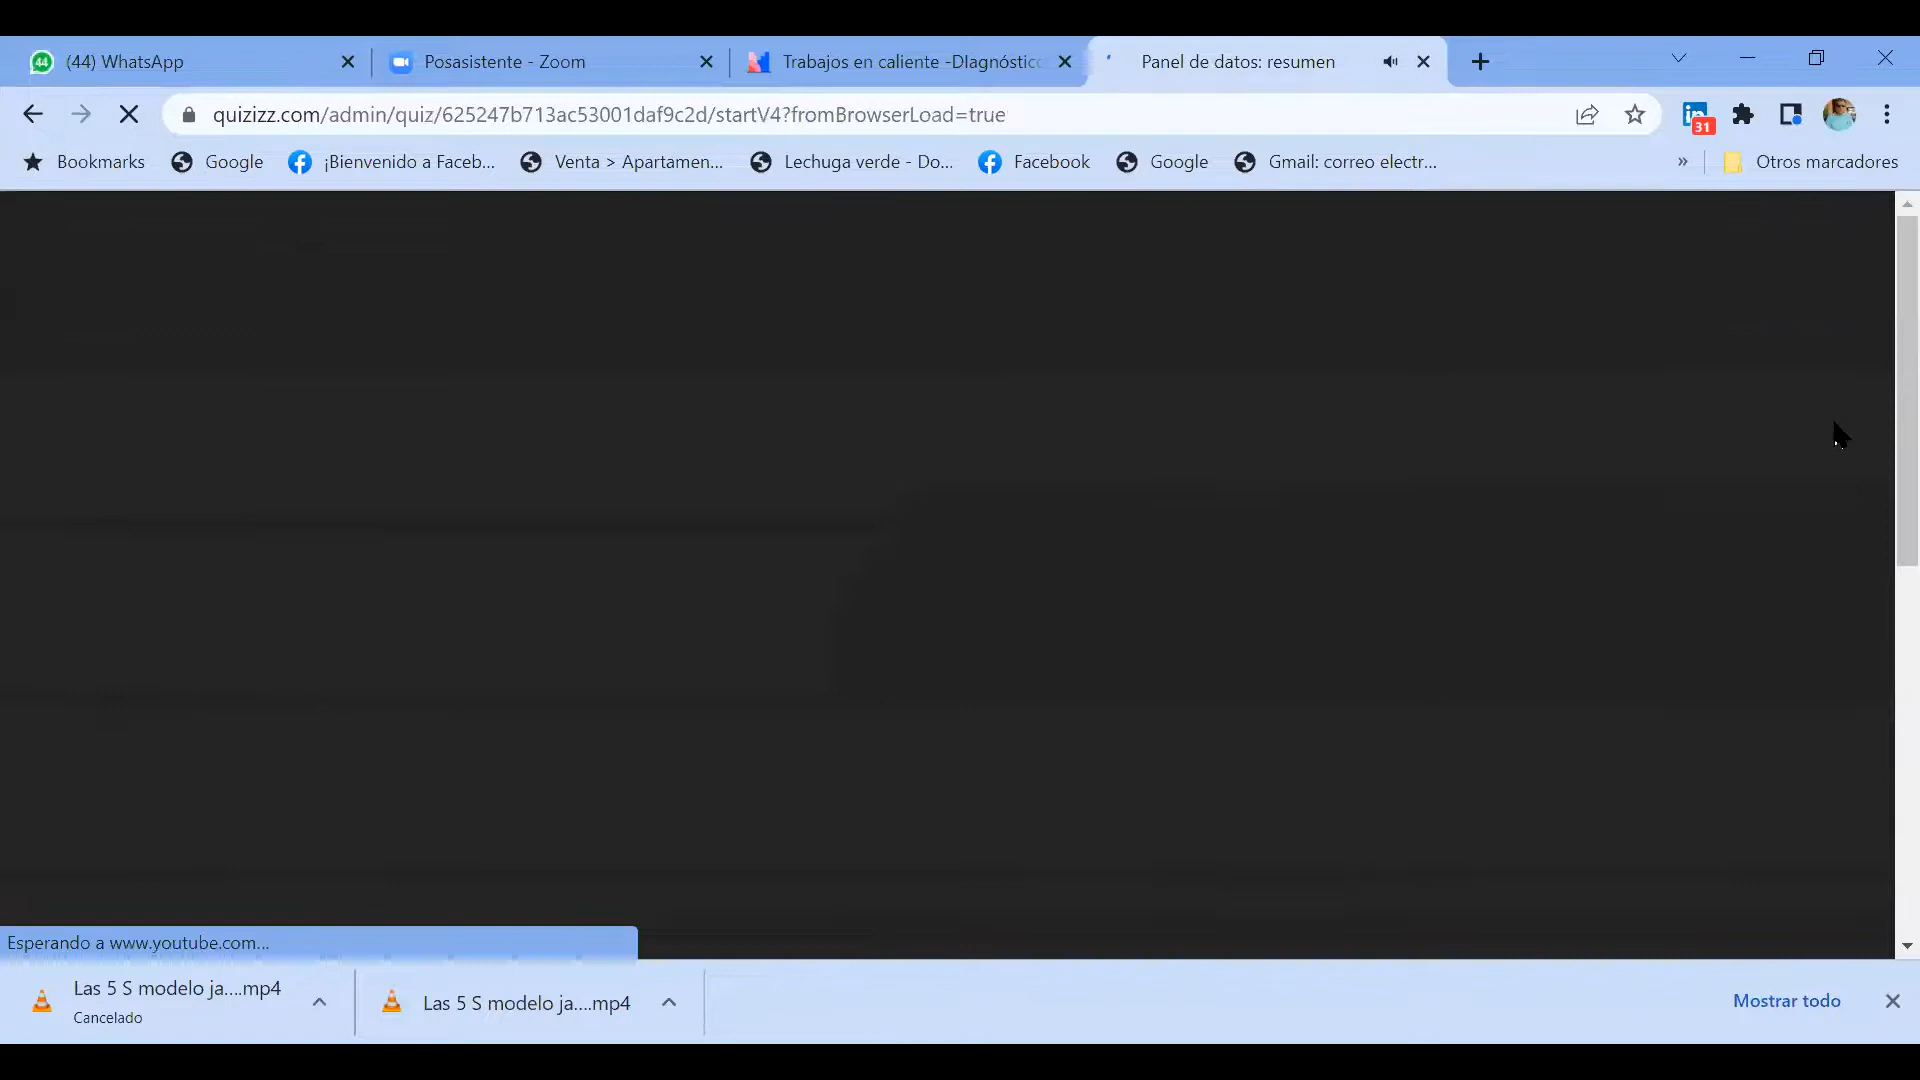 44 (44) WhatsApp
Posasistente - Zoom
Trabajos en caliente -DIagnóstico
Panel de datos: resumen
quizizz.com/admin/quiz/625247b713ac53001daf9c2d/startV4?fromBrowserLoad=true
in 31
Bookmarks
Google
¡Bienvenido a Faceb...
Venta > Apartamen...
Lechuga verde - Do...
Facebook
Google
Gmail: correo electr...
»
Otros marcadores
Esperando a www.youtube.com...
Las 5 S modelo ja....mp4
Cancelado
Las 5 S modelo ja....mp4
Mostrar todo